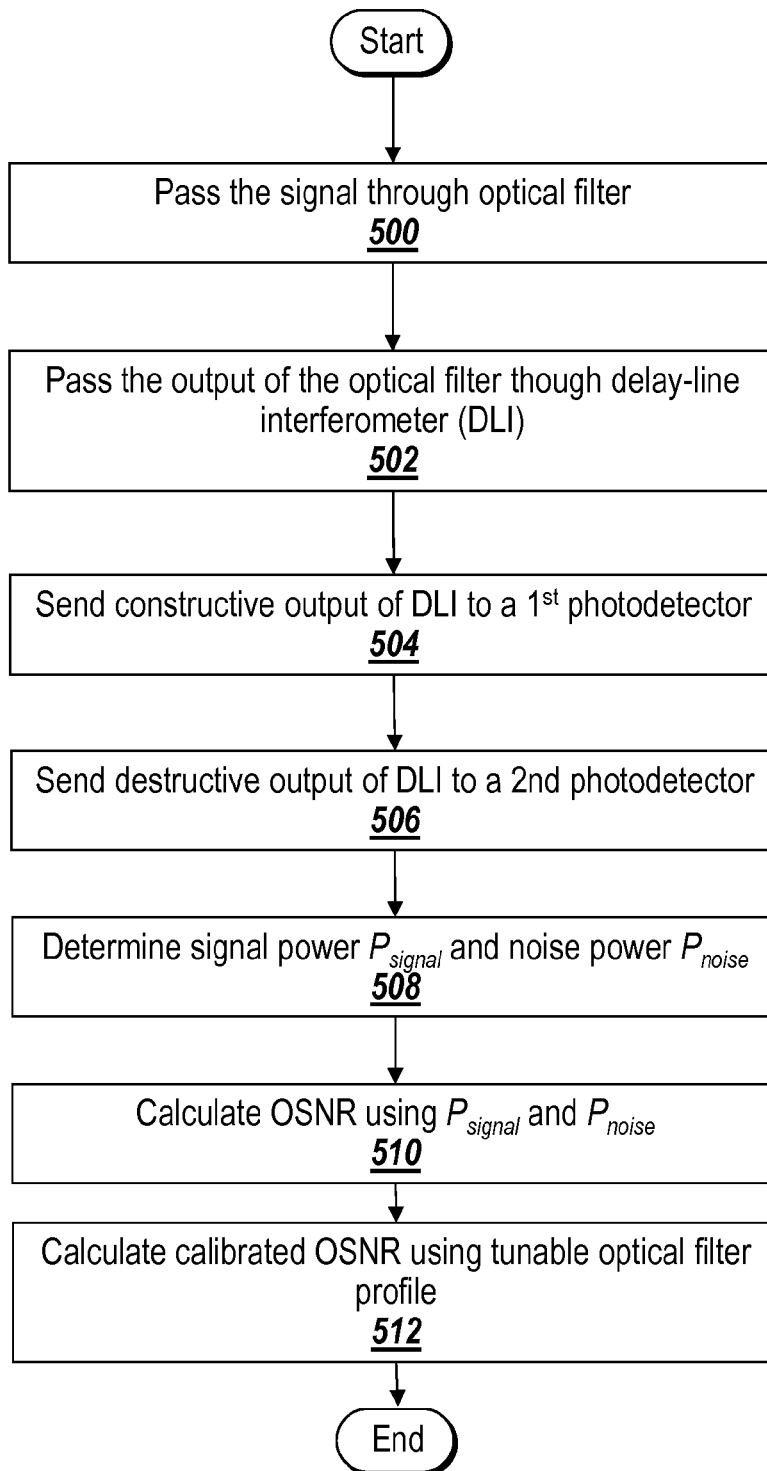 Start
Pass the signal through optical filter
500
Pass the output of the optical filter though delay-line
interferometer (DLI)
502
Send constructive output of DLI to a 1st photodetector
504
Send destructive output of DLI to a 2nd photodetector
506
Determine signal power Psignal and noise power Pnoise
508
Calculate OSNR using Psignal and Pnoise
510
Calculate calibrated OSNR using tunable optical filter
profile
512
End